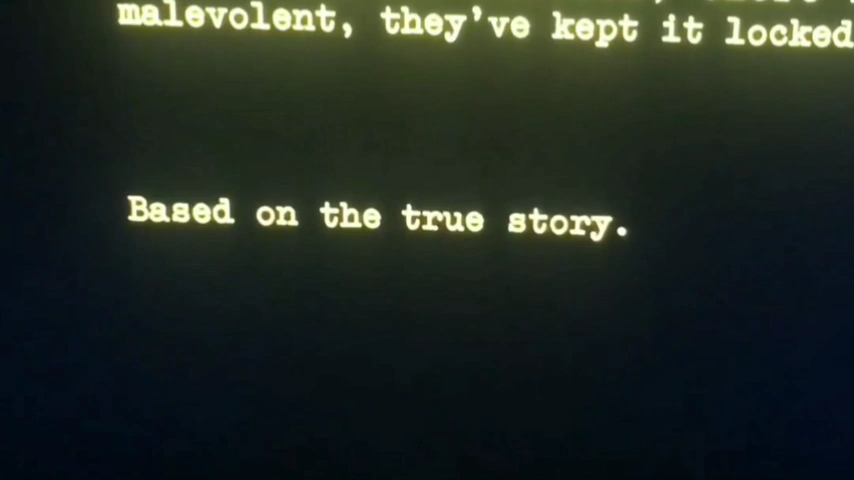 malevolent, they've kept it locked
Based on the true story.